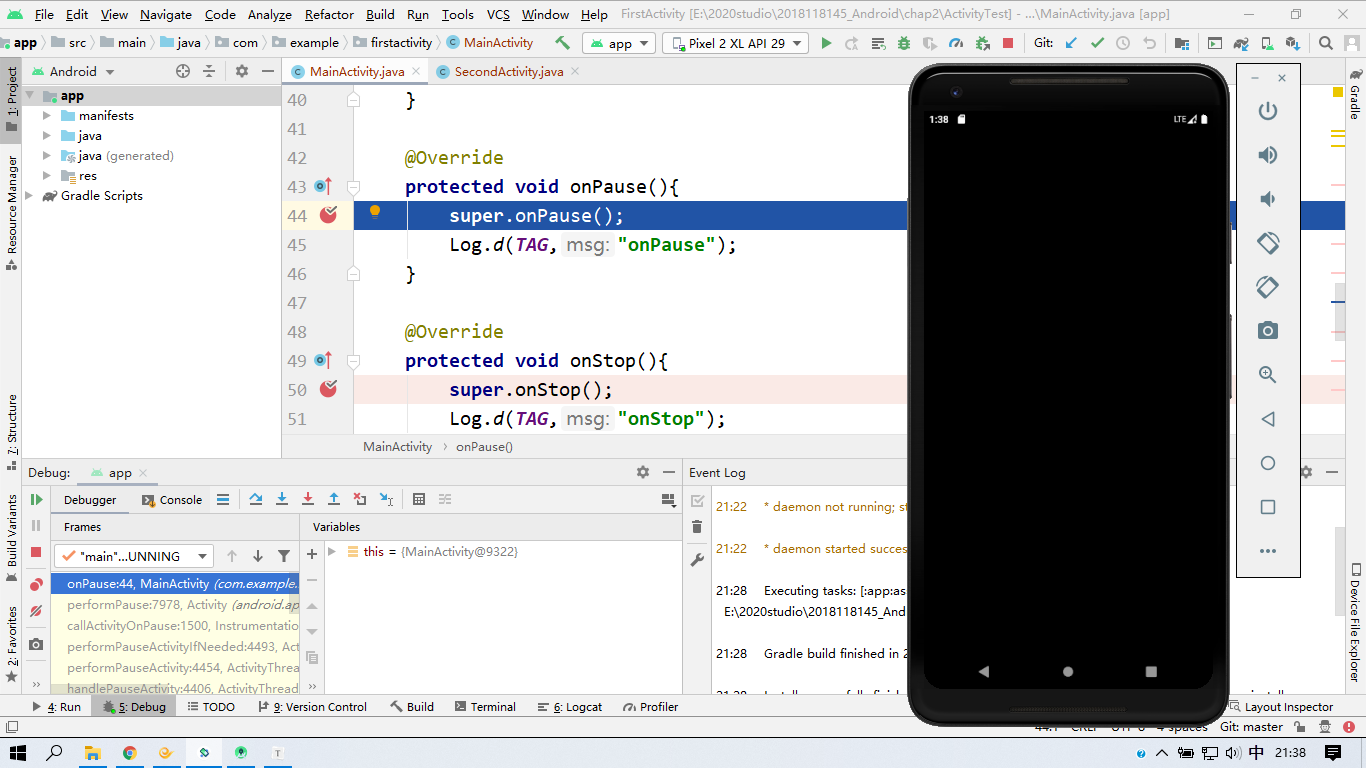 File Edit View Navigate Code Analyze Refactor Build Run Tools VCS Window Help FirstActivity [E:\2020studio\2018118145_Android\chap2\ActivityTest] - ...\MainActivity.java [app]
app src main java com example firstactivity MainActivity app Pixel 2 XL API 29 Git:
Android MainActivity.java SecondActivity.java
1: Project
Resource Manager
7: Structure
Build Variants
2: Favorites
app
manifests
java
java (generated)
res
Gradle Scripts
40 }
41
42 @Override
43 protected void onPause(){
44 super.onPause();
45 Log.d(TAG, msg: "onPause");
46 }
47
48 @Override
49 protected void onStop(){
50 super.onStop();
51 Log.d(TAG, msg: "onStop");
MainActivity › onPause()
1:38 LTE
Gradle
Device File Explorer
Debug: app
Debugger Console
Frames Variables
"main"...UNNING
this = {MainActivity@9322}
onPause:44, MainActivity (com.example.
performPause:7978, Activity (android.ap
callActivityOnPause:1500, Instrumentatio
performPauseActivityIfNeeded:4493, Act
performPauseActivity:4454, ActivityThrea
handlePauseActivity:4406, ActivityThread
Event Log
21:22 * daemon not running; st
21:22 * daemon started succes
21:28 Executing tasks: [:app:as
E:\2020studio\2018118145_And
21:28 Gradle build finished in 2
4: Run 5: Debug TODO 9: Version Control Build Terminal 6: Logcat Profiler Layout Inspector
Git: master
中 21:38